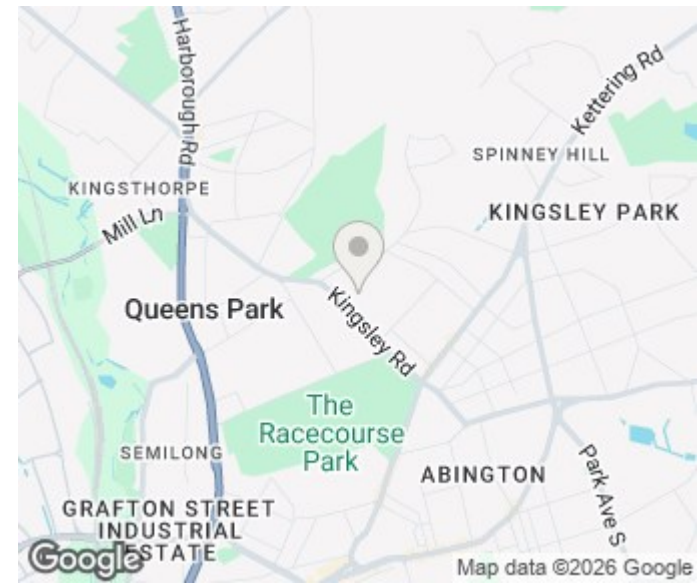 Harborough Rd
Kettering Rd
SPINNEY HILL
KINGSTHORPE
KINGSLEY PARK
Mill Ln
Queens Park
Kingsley Rd
The
Racecourse
Park
SEMILONG
ABINGTON
Park Ave S
GRAFTON STREET
INDUSTRIAL
ESTATE
Google
Map data ©2026 Google